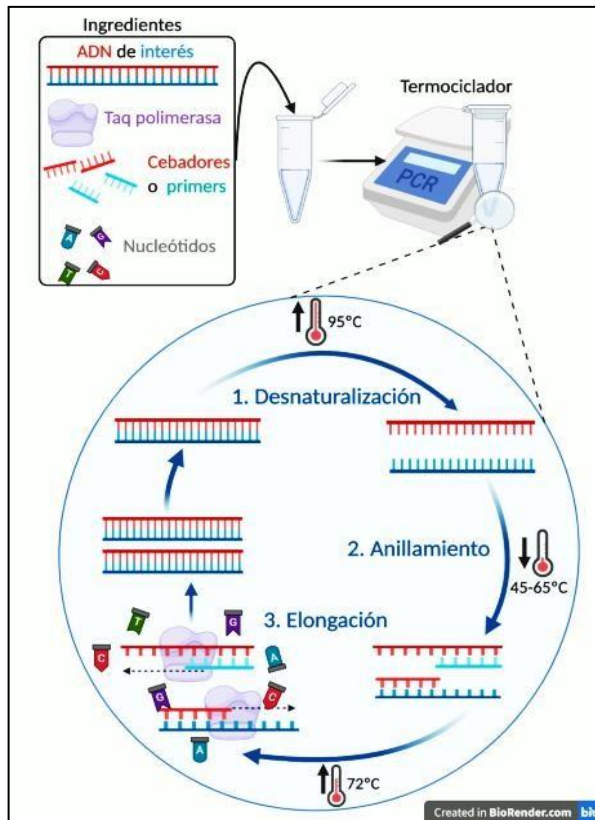 Ingredientes
ADN de interés
Taq polimerasa
Cebadores
o primers
A
G
Nucleótidos
T
C
Termociclador
PCR
95°C
1. Desnaturalización
2. Anillamiento
45-65°C
3. Elongación
T
G
C
A
G
C
A
72°C
Created in BioRender.com